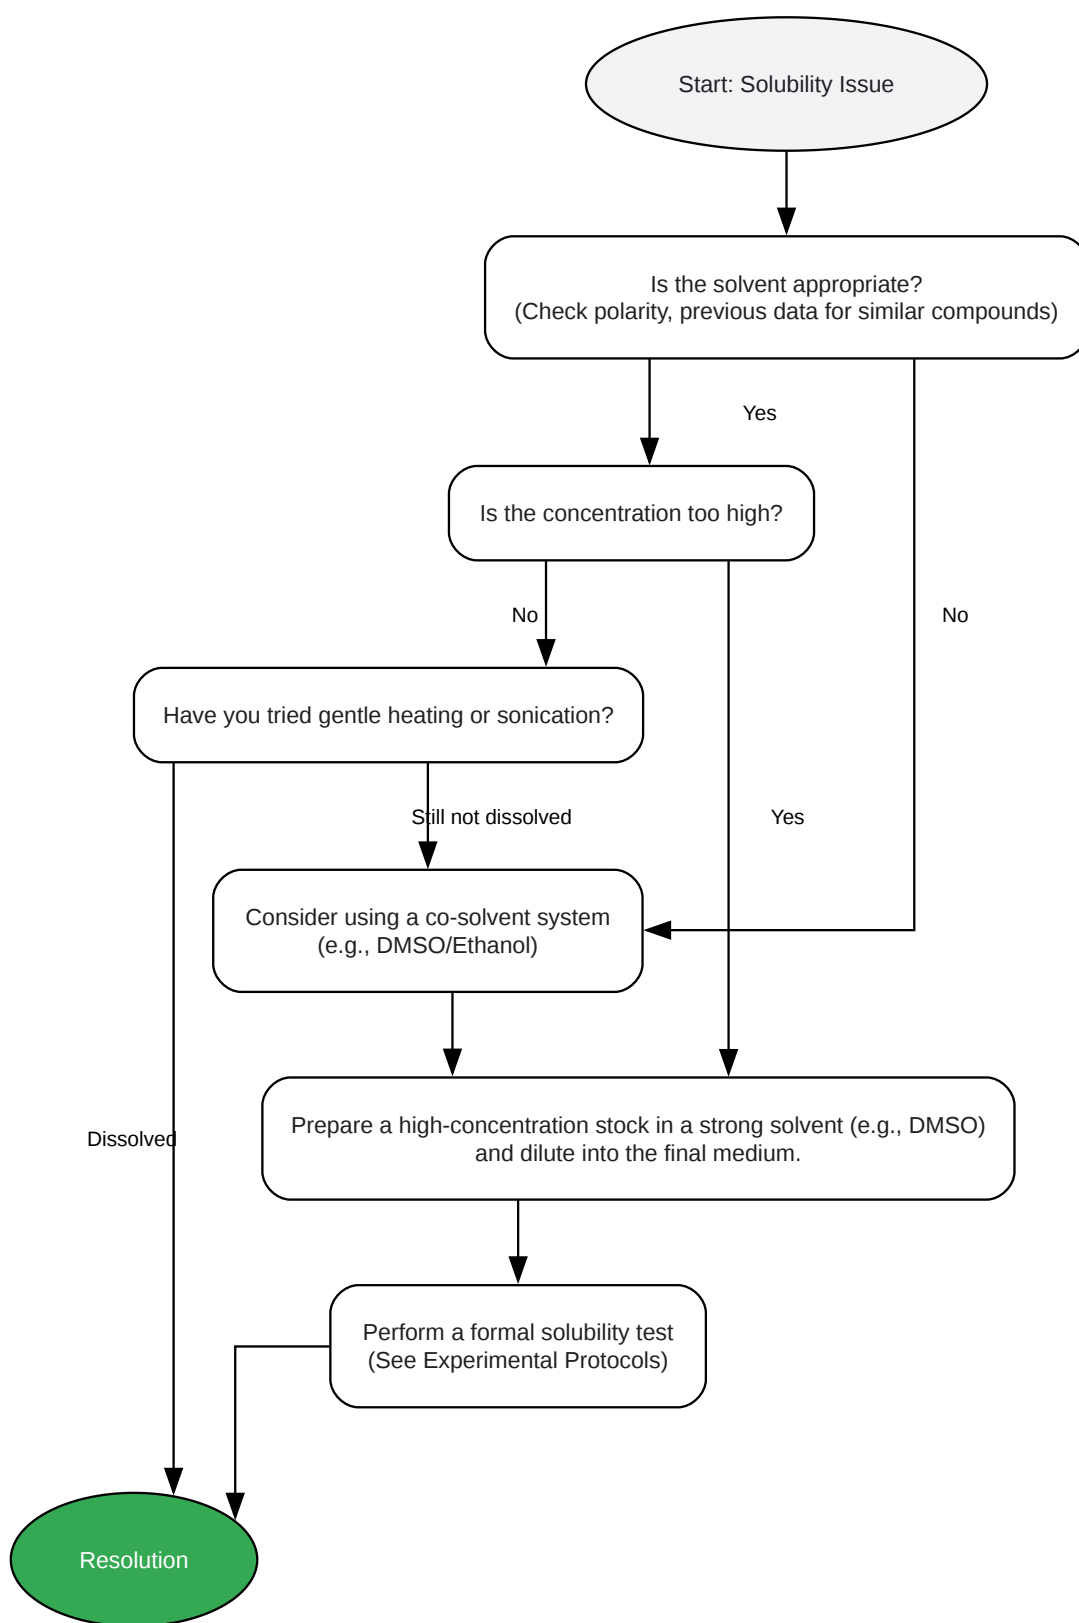 Start: Solubility Issue
Is the solvent appropriate?
(Check polarity, previous data for similar compounds)
Yes
Is the concentration too high?
No
No
Have you tried gentle heating or sonication?
Still not dissolved
Yes
Consider using a co-solvent system
(e.g., DMSO/Ethanol)
Prepare a high-concentration stock in a strong solvent (e.g., DMSO)
and dilute into the final medium.
Dissolved
Perform a formal solubility test
(See Experimental Protocols)
Resolution